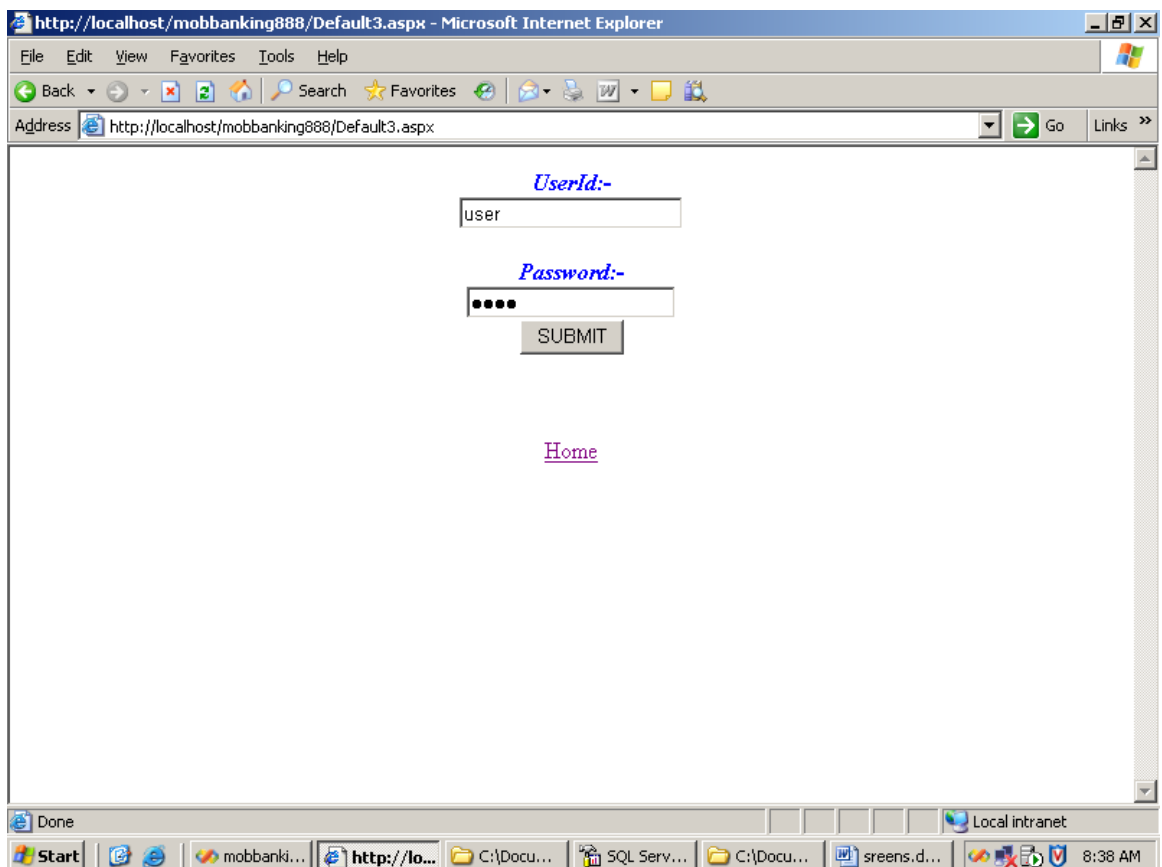 http://localhost/mobbanking888/Default3.aspx - Microsoft Internet Explorer
File Edit View Favorites Tools Help
Back Search Favorites
Address http://localhost/mobbanking888/Default3.aspx Go Links »
UserId:-
user
Password:-
••••
SUBMIT
Home
Done Local intranet
Start mobbanki... http://lo... C:\Docu... SQL Serv... C:\Docu... sreens.d... 8:38 AM